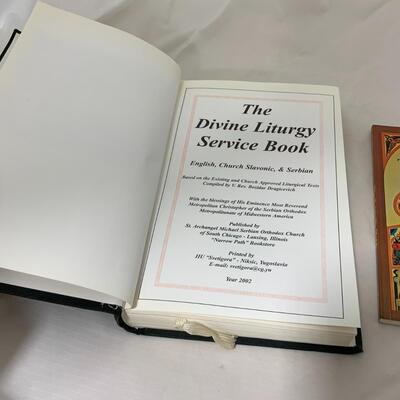 The
Divine Liturgy
Service Book
English, Church Slavonic, & Serbian
Based on the Existing and Church Approved Liturgical Texts
Compiled by V. Rev. Bozidar Dragicevich
With the blessings of His Eminence Most Reverend
Metropolitan Christopher of the Serbian Orthodox
Metropolitanate of Midwestern America
Published by
St. Archangel Michael Serbian Orthodox Church
of South Chicago - Lansing, Illinois
"Narrow Path" Bookstore
Printed by
JIU "Svetigora" - Niksic, Yugoslavia
E-mail: svetigora@cg.yu
Year 2002